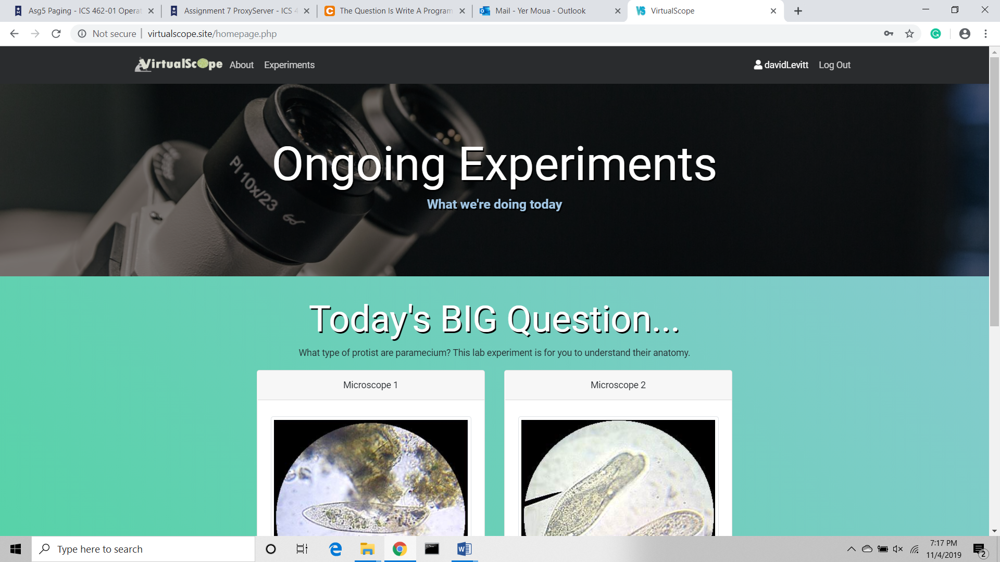 Asg5 Paging - ICS 462-01 Operat
Assignment 7 ProxyServer - ICS 4
The Question Is Write A Program
Mail - Yer Moua - Outlook
VirtualScope
Not secure
virtualscope.site/homepage.php
VirtualScope
About
Experiments
davidLevitt
Log Out
PI 10x/23
Ongoing Experiments
What we're doing today
Today's BIG Question...
What type of protist are paramecium? This lab experiment is for you to understand their anatomy.
Microscope 1
Microscope 2
Type here to search
7:17 PM
11/4/2019
2